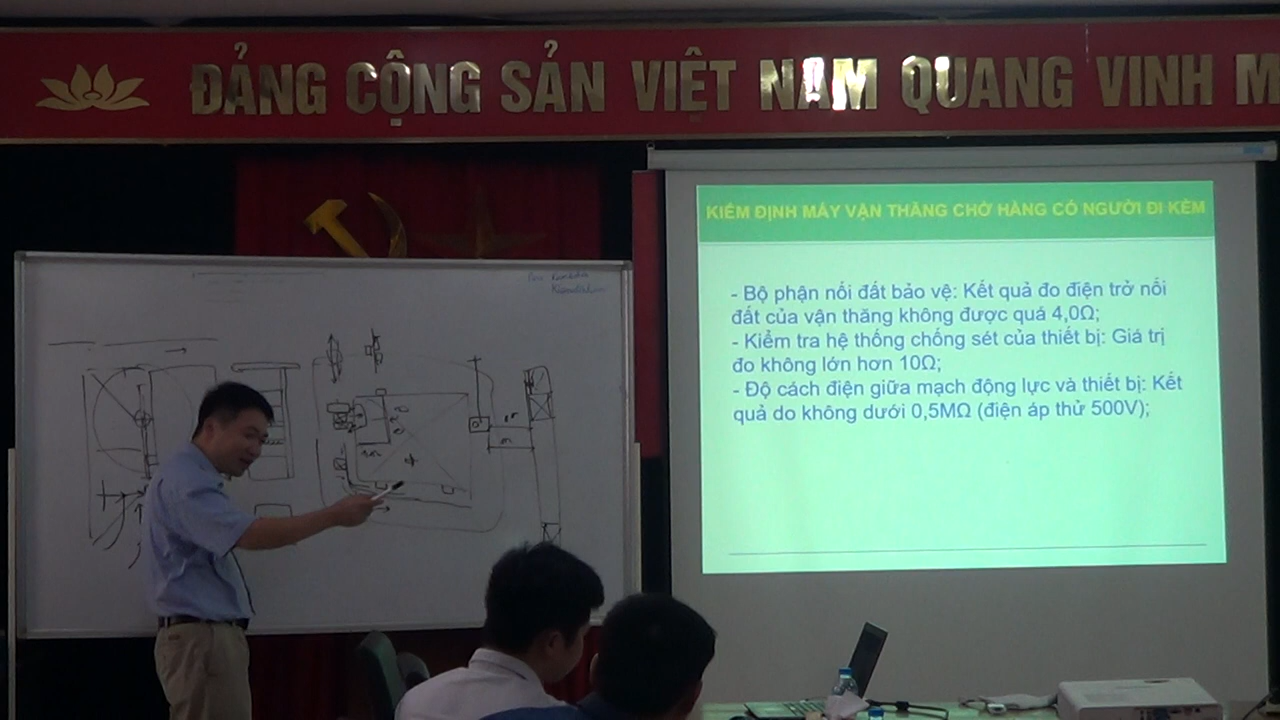 ĐẢNG CỘNG SẢN VIỆT NAM QUANG VINH M
KIỂM ĐỊNH MÁY VẬN THĂNG CHỞ HÀNG CÓ NGƯỜI ĐI KÈM
- Bộ phận nối đất bảo vệ: Kết quả đo điện trở nối
đất của vận thăng không được quá 4,0Ω;
- Kiểm tra hệ thống chống sét của thiết bị: Giá trị
đo không lớn hơn 10Ω;
- Độ cách điện giữa mạch động lực và thiết bị: Kết
quả do không dưới 0,5MΩ (điện áp thử 500V);